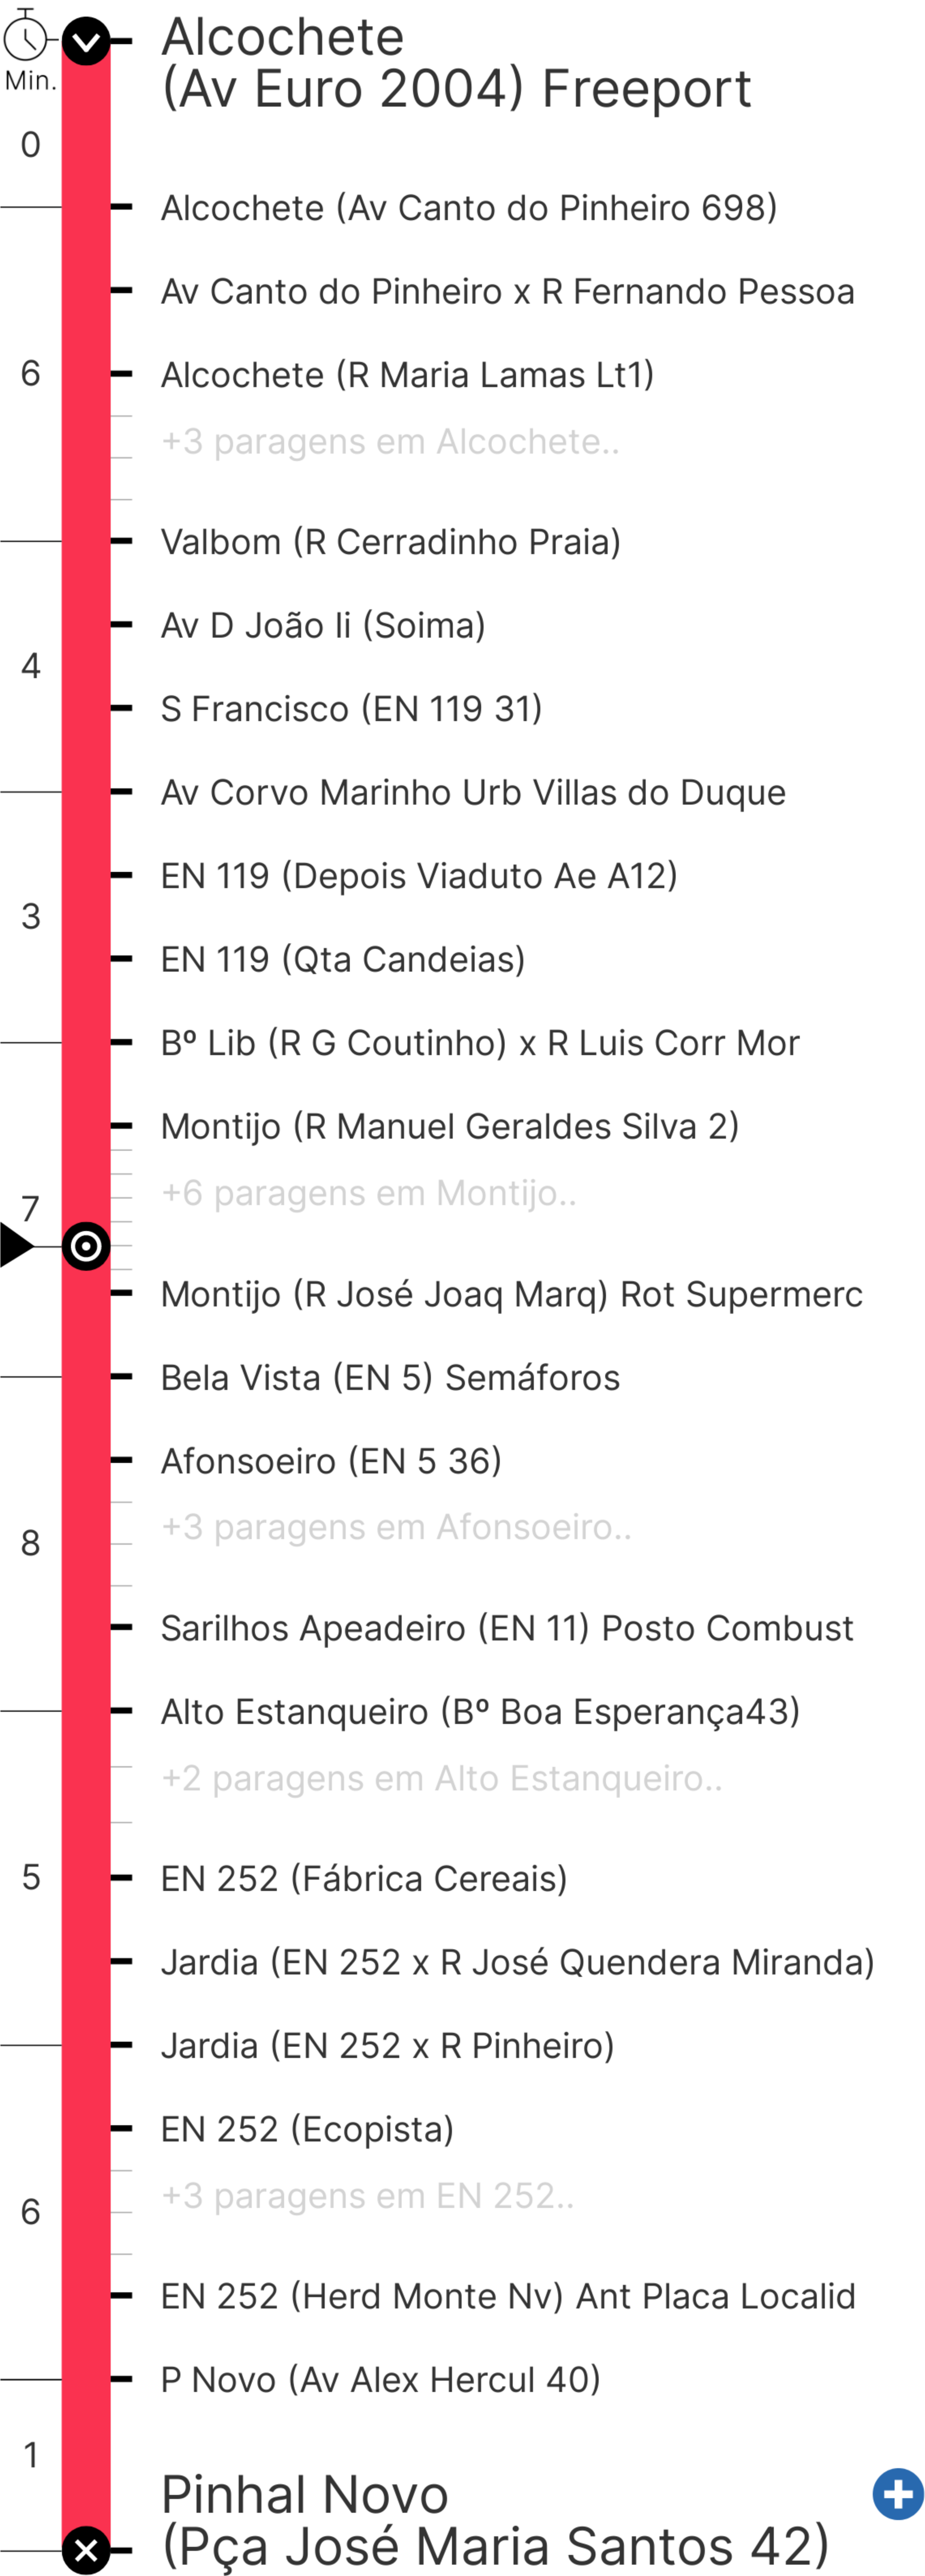 Alcochete
(Av Euro 2004) Freeport
Min.
0
Alcochete (Av Canto do Pinheiro 698)
Av Canto do Pinheiro x R Fernando Pessoa
6
Alcochete (R Maria Lamas Lt1)
+3 paragens em Alcochete..
Valbom (R Cerradinho Praia)
Av D João Ii (Soima)
4
S Francisco (EN 119 31)
Av Corvo Marinho Urb Villas do Duque
EN 119 (Depois Viaduto Ae A12)
3
EN 119 (Qta Candeias)
Bº Lib (R G Coutinho) x R Luis Corr Mor
Montijo (R Manuel Geraldes Silva 2)
+6 paragens em Montijo..
7
Montijo (R José Joaq Marq) Rot Supermerc
Bela Vista (EN 5) Semáforos
Afonsoeiro (EN 5 36)
+3 paragens em Afonsoeiro..
8
Sarilhos Apeadeiro (EN 11) Posto Combust
Alto Estanqueiro (Bº Boa Esperança43)
+2 paragens em Alto Estanqueiro..
5
EN 252 (Fábrica Cereais)
Jardia (EN 252 x R José Quendera Miranda)
Jardia (EN 252 x R Pinheiro)
EN 252 (Ecopista)
+3 paragens em EN 252..
6
EN 252 (Herd Monte Nv) Ant Placa Localid
P Novo (Av Alex Hercul 40)
1
Pinhal Novo
(Pça José Maria Santos 42)